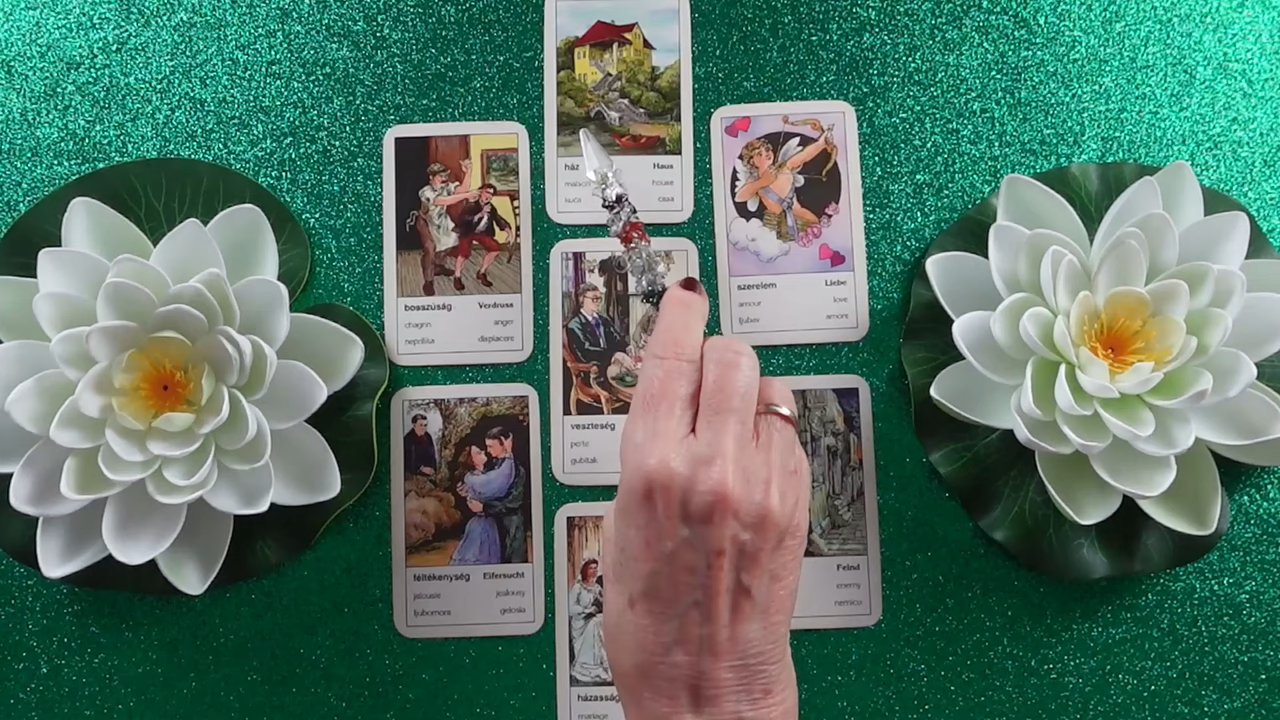 ház Haus
maison house
kuća casa
bosszúság Verdruss
chagrin anger
neprilika dispiacere
szerelem Liebe
amour love
ljubav amore
veszteség
perte
gubitak
féltékenység Eifersucht
jalousie jealousy
ljubomora gelosia
Feind
enemy
nemico
házasság
mariage